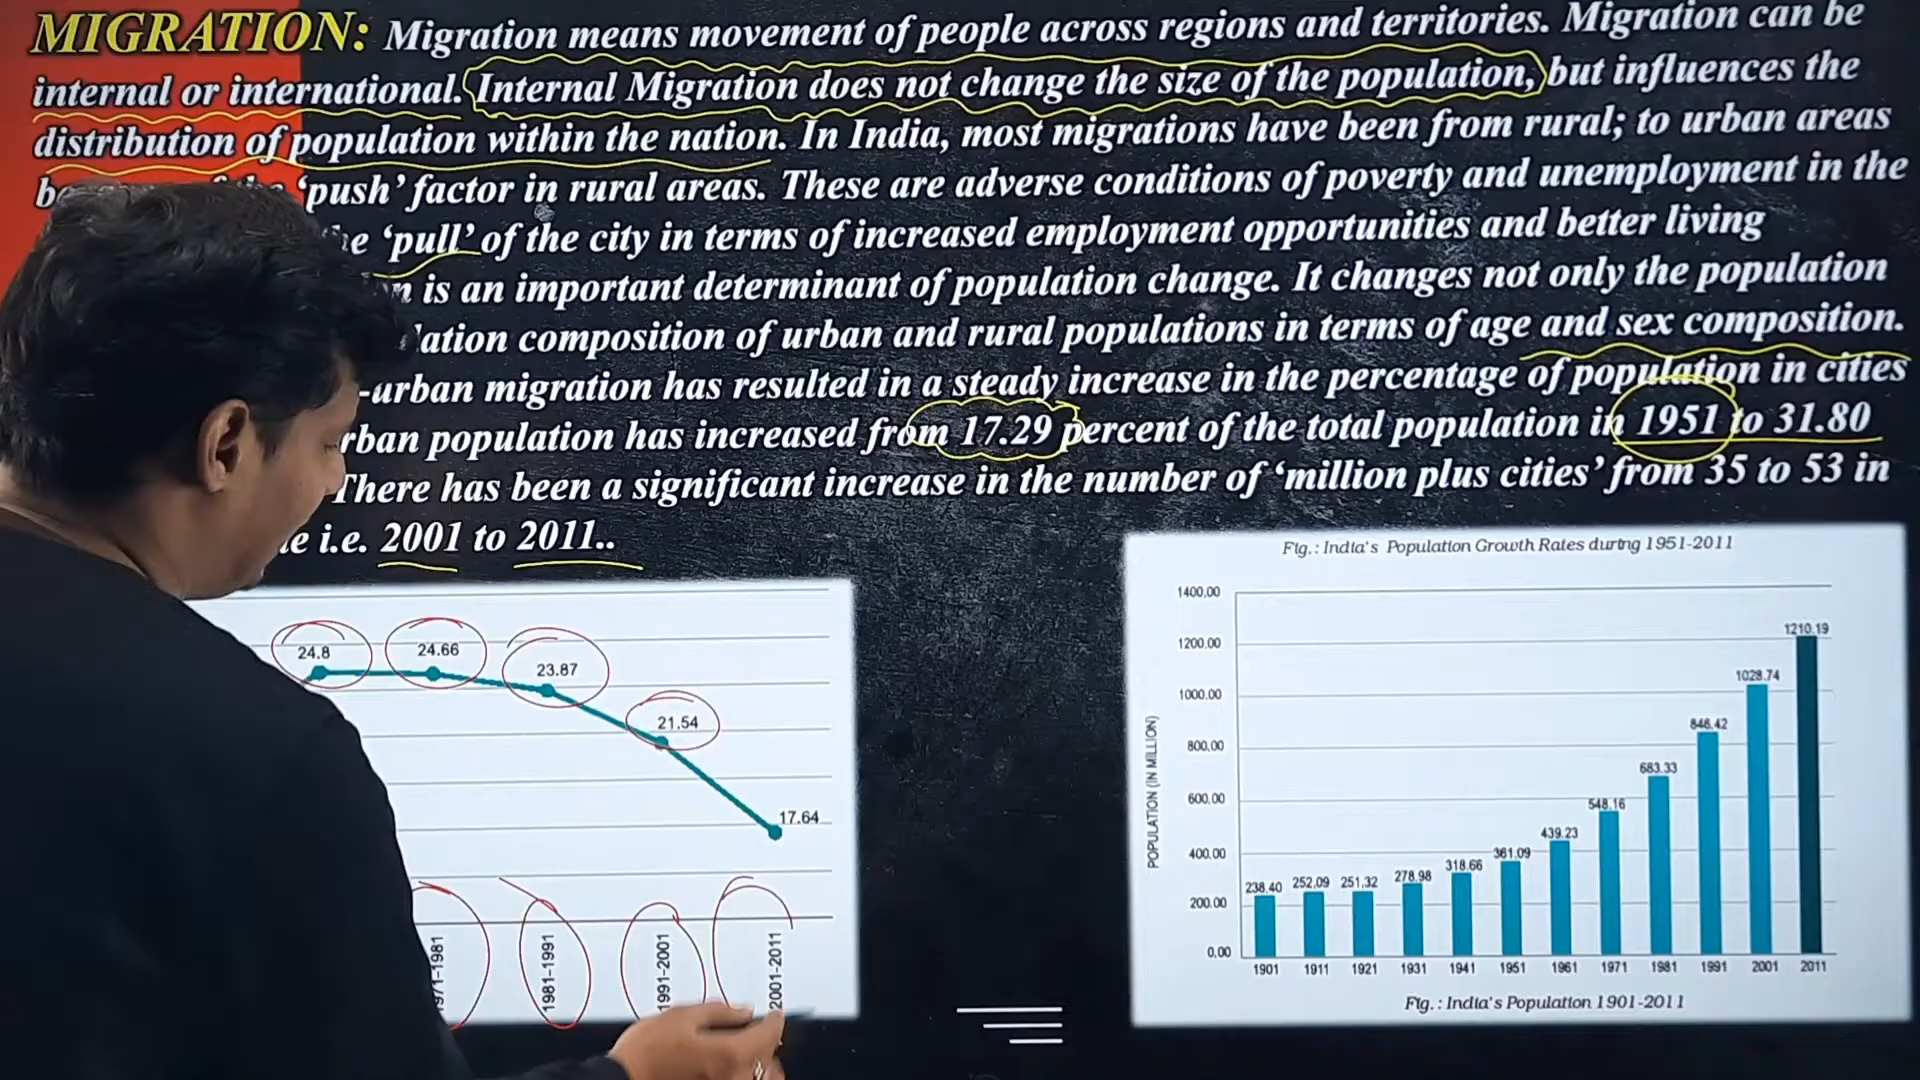 MIGRATION: Migration means movement of people across regions and territories. Migration can be
internal or international. Internal Migration does not change the size of the population, but influences the
distribution of population within the nation. In India, most migrations have been from rural; to urban areas
'push' factor in rural areas. These are adverse conditions of poverty and unemployment in the
'pull' of the city in terms of increased employment opportunities and better living
is an important determinant of population change. It changes not only the population
composition of urban and rural populations in terms of age and sex composition.
-urban migration has resulted in a steady increase in the percentage of population in cities
population has increased from 17.29 percent of the total population in 1951 to 31.80
There has been a significant increase in the number of 'million plus cities' from 35 to 53 in
i.e. 2001 to 2011..
24.8
24.66
23.87
21.54
17.64
1971-1981
1981-1991
1991-2001
2001-2011
Fig.: India's Population Growth Rates during 1951-2011
POPULATION (IN MILLION)
1400.00
1200.00
1000.00
800.00
600.00
400.00
200.00
0.00
238.40
252.09
251.32
278.98
318.66
361.09
439.23
548.16
683.33
846.42
1028.74
1210.19
1901 1911 1921 1931 1941 1951 1961 1971 1981 1991 2001 2011
Fig.: India's Population 1901-2011